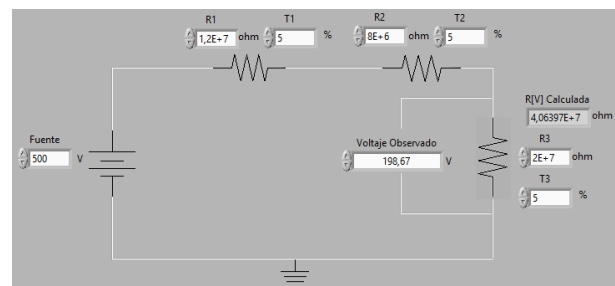 R1 T1 R2 T2
1,2E+7 ohm 5 % 8E+6 ohm 5 %
R[V] Calculada
4,06397E+7 ohm
Fuente
500 V
Voltaje Observado
198,67 V
R3
2E+7 ohm
T3
5 %